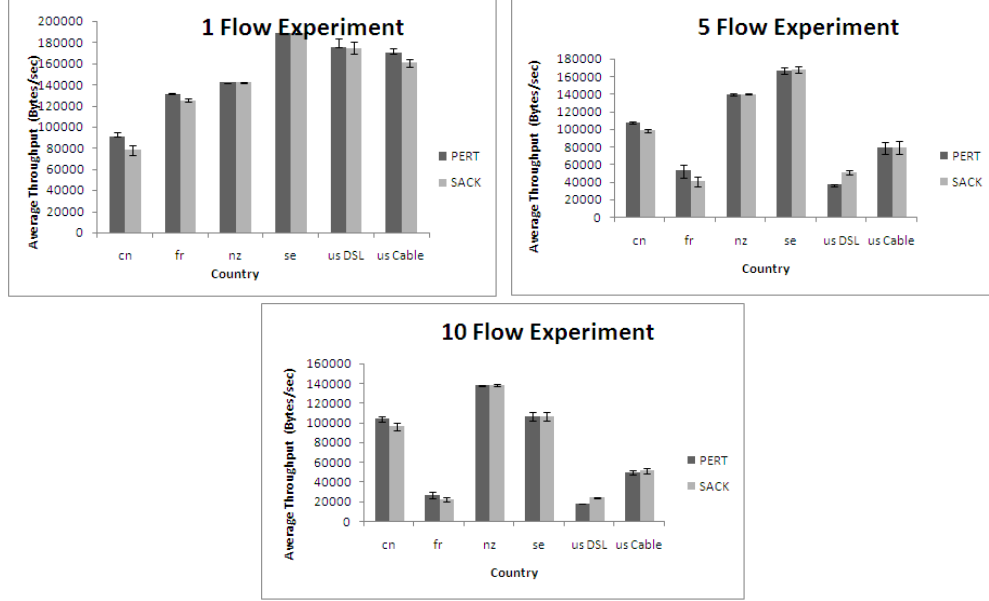 1 Flow Experiment
Average Throughput (Bytes/sec)
200000
180000
160000
140000
120000
100000
80000
60000
40000
20000
0
cn fr nz se us DSL us Cable
Country
PERT
SACK
5 Flow Experiment
Average Throughput (Bytes/sec)
180000
160000
140000
120000
100000
80000
60000
40000
20000
0
cn fr nz se us DSL us Cable
Country
PERT
SACK
10 Flow Experiment
Average Throughput (Bytes/sec)
160000
140000
120000
100000
80000
60000
40000
20000
0
cn fr nz se us DSL us Cable
Country
PERT
SACK